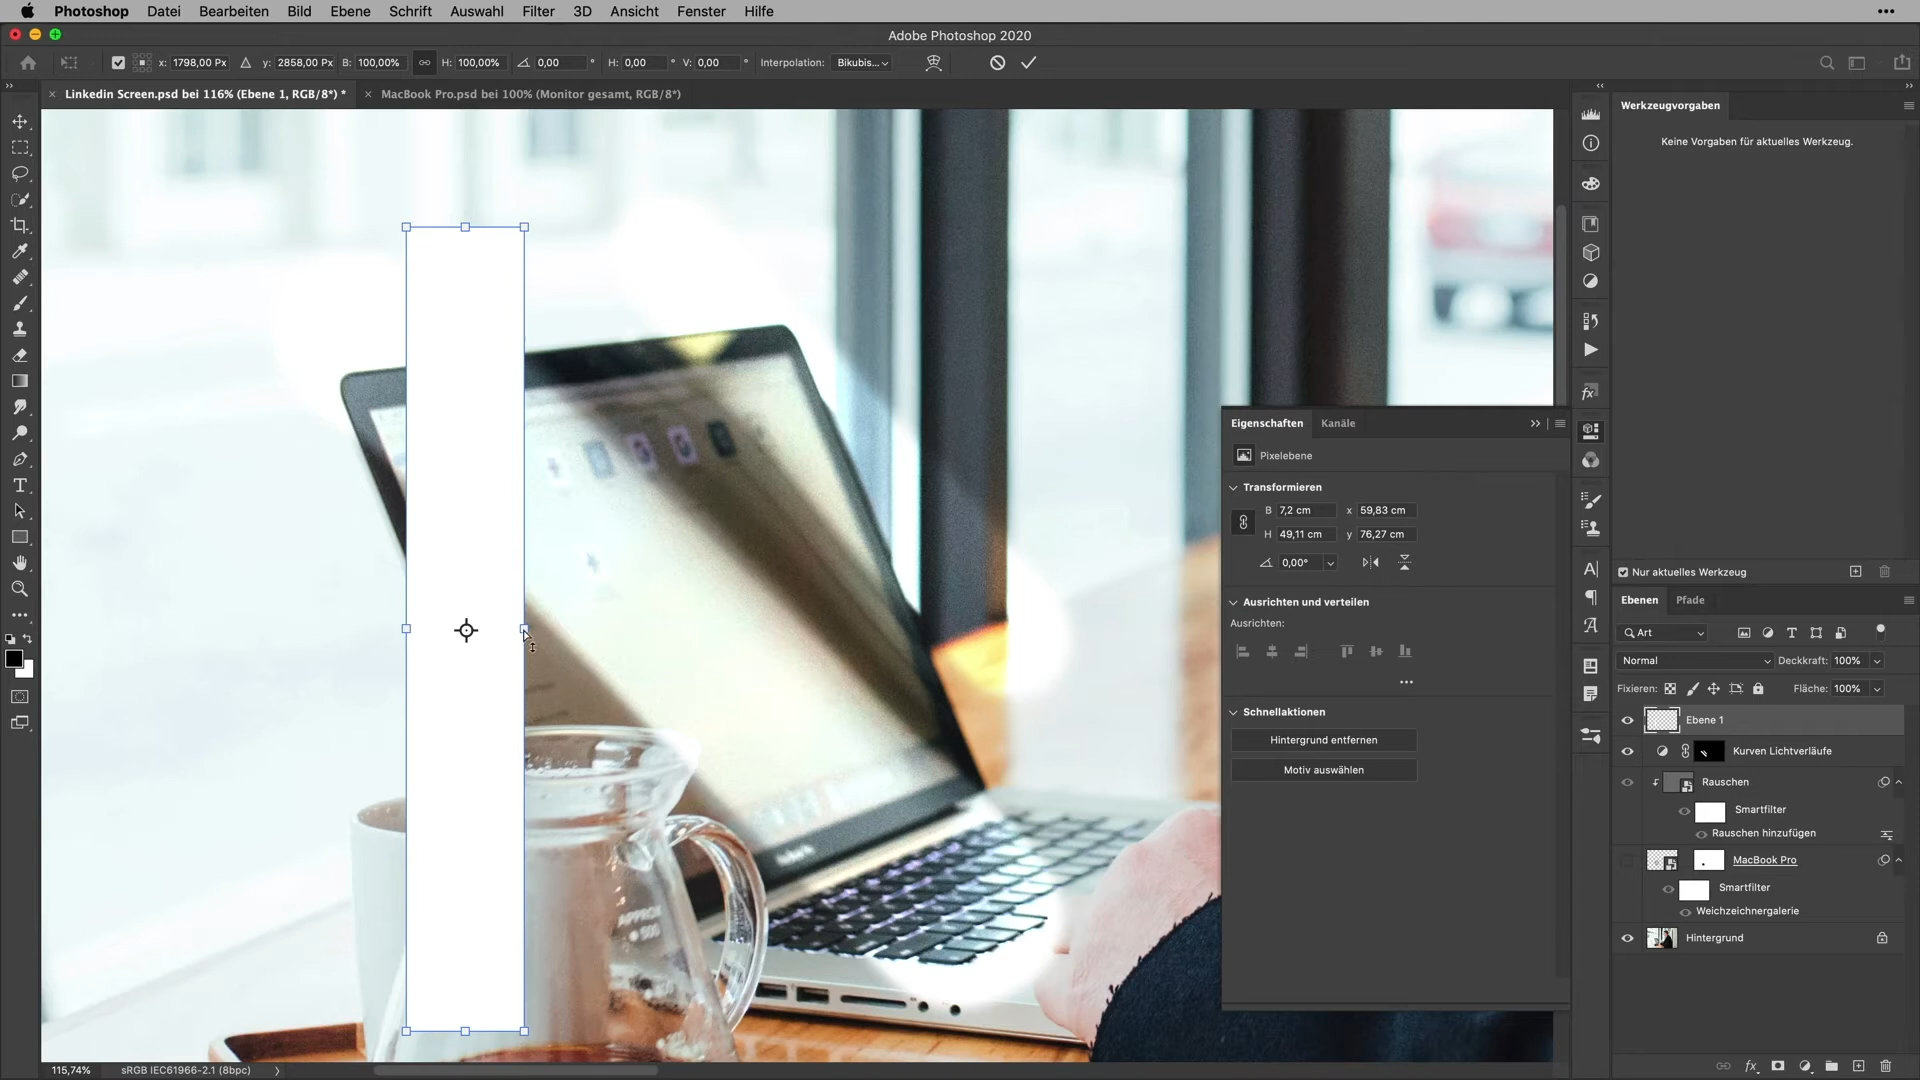 Photoshop Datei Bearbeiten Bild Ebene Schrift Auswahl Filter 3D Ansicht Fenster Hilfe
Adobe Photoshop 2020
x: 1798,00 Px y: 2858,00 Px B: 100,00% H: 100,00% 0,00 ° H: 0,00 ° V: 0,00 ° Interpolation: Bikubis...
Linkedin Screen.psd bei 116% (Ebene 1, RGB/8*) * MacBook Pro.psd bei 100% (Monitor gesamt, RGB/8*)
Werkzeugvorgaben
Keine Vorgaben für aktuelles Werkzeug.
Eigenschaften Kanäle
Pixelebene
Transformieren
B 7,2 cm x 59,83 cm
H 49,11 cm y 76,27 cm
0,00°
Ausrichten und verteilen
Ausrichten:
Schnellaktionen
Hintergrund entfernen
Motiv auswählen
Nur aktuelles Werkzeug
Ebenen Pfade
Art
Normal Deckkraft: 100%
Fixieren: Fläche: 100%
Ebene 1
Kurven Lichtverläufe
Rauschen
Smartfilter
Rauschen hinzufügen
MacBook Pro
Smartfilter
Weichzeichnergalerie
Hintergrund
APPROX
500
115,74% sRGB IEC61966-2.1 (8bpc)